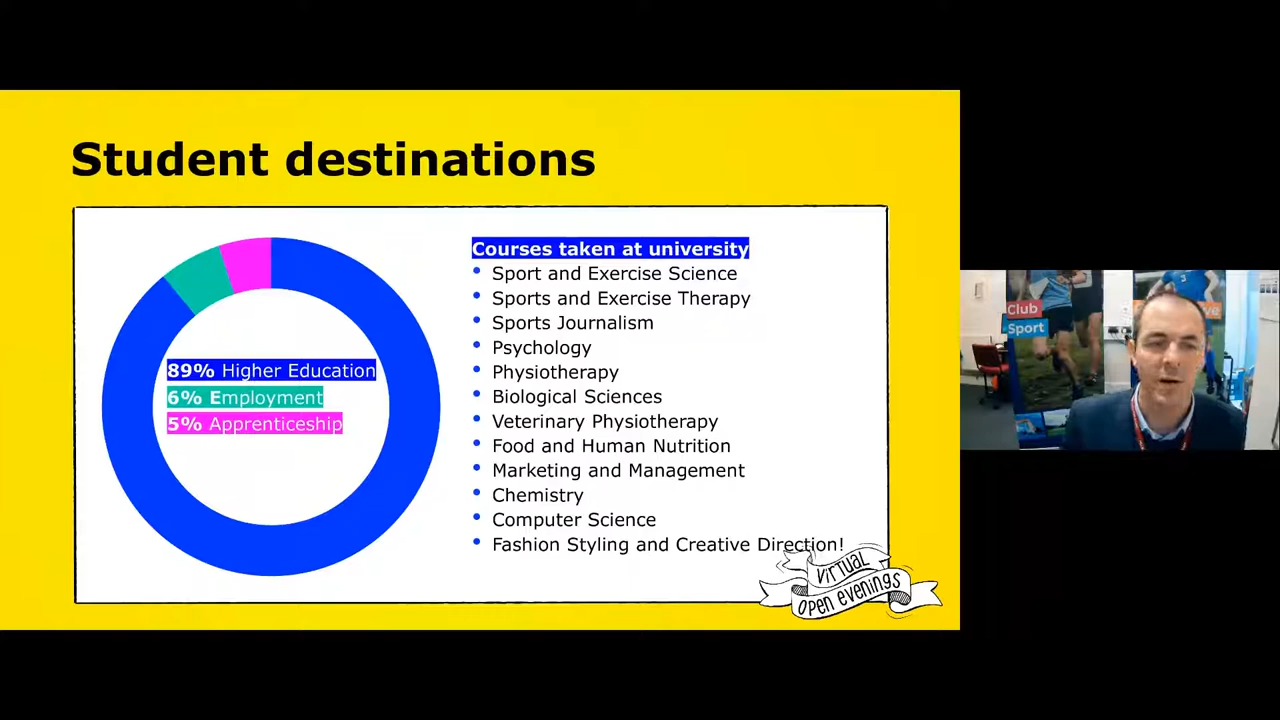 Student destinations
89% Higher Education
6% Employment
5% Apprenticeship
Courses taken at university
• Sport and Exercise Science
• Sports and Exercise Therapy
• Sports Journalism
• Psychology
• Physiotherapy
• Biological Sciences
• Veterinary Physiotherapy
• Food and Human Nutrition
• Marketing and Management
• Chemistry
• Computer Science
• Fashion Styling and Creative Direction!
VIRTUAL
OPEN EVENINGS
Club
Sport